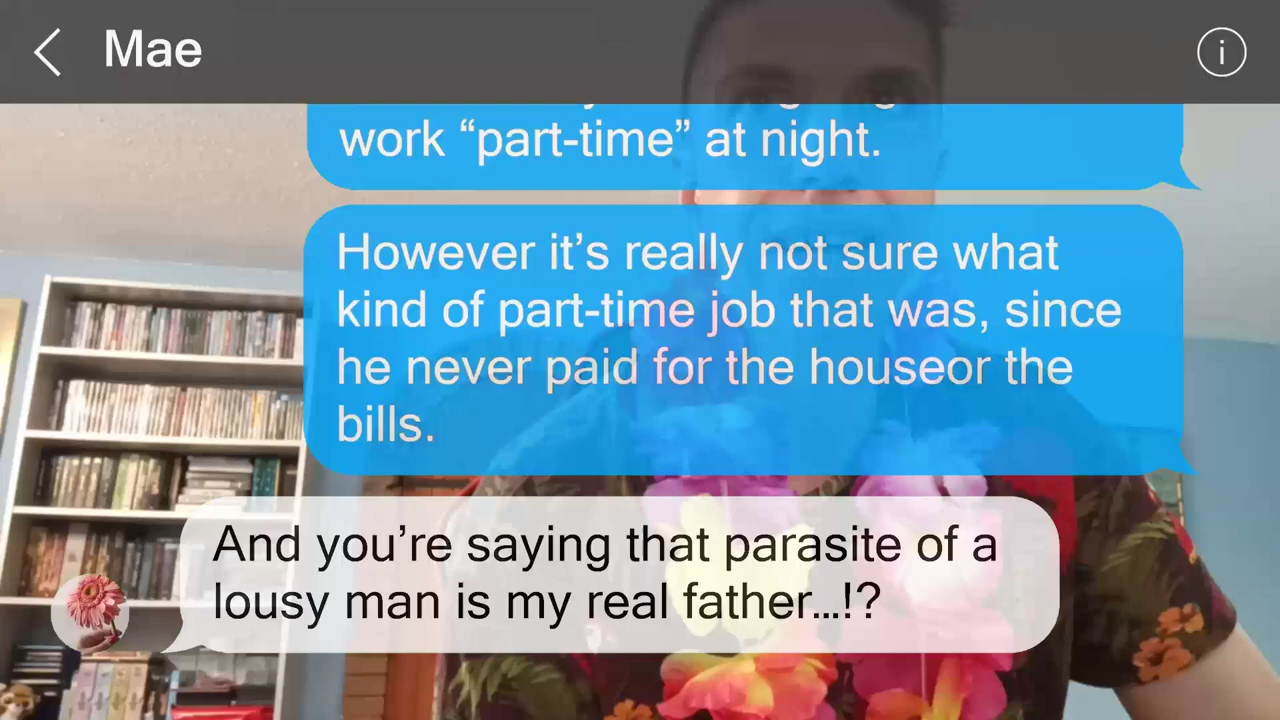 Mae
i
work “part-time” at night.
However it’s really not sure what
kind of part-time job that was, since
he never paid for the houseor the
bills.
And you’re saying that parasite of a
lousy man is my real father...!?